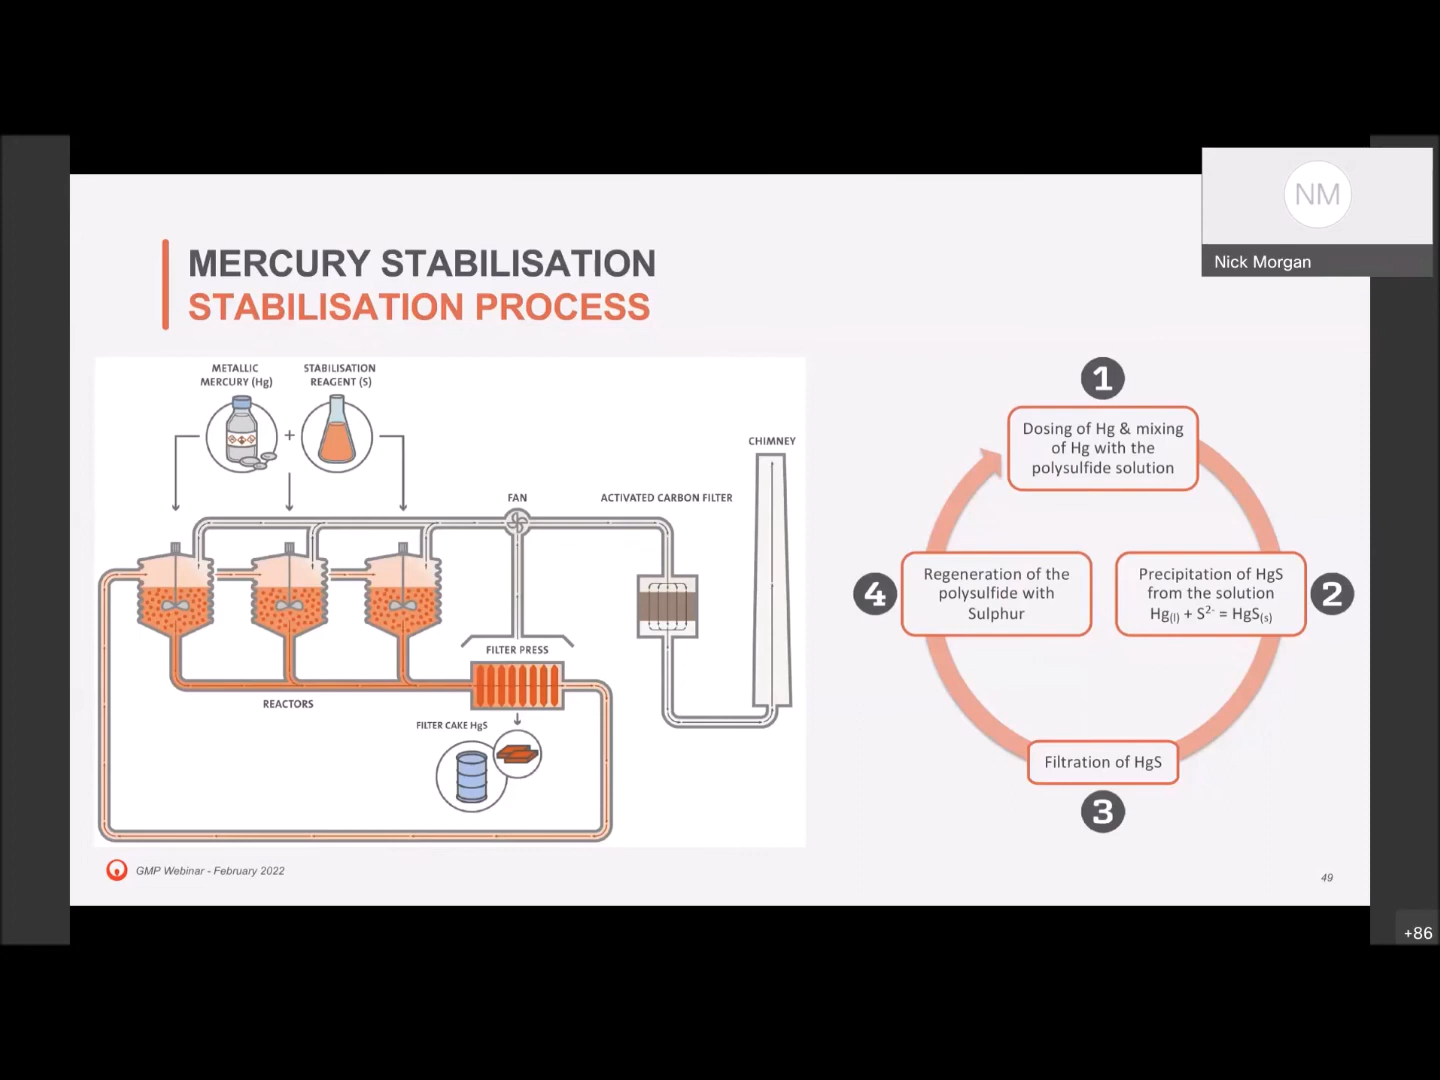 NM
Nick Morgan
MERCURY STABILISATION
STABILISATION PROCESS
METALLIC
MERCURY (Hg)
+
STABILISATION
REAGENT (S)
FAN
ACTIVATED CARBON FILTER
CHIMNEY
REACTORS
FILTER PRESS
FILTER CAKE HgS
1
Dosing of Hg & mixing
of Hg with the
polysulfide solution
2
Precipitation of HgS
from the solution
Hg(l) + S2- = HgS(s)
3
Filtration of HgS
4
Regeneration of the
polysulfide with
Sulphur
GMP Webinar - February 2022
49
+86